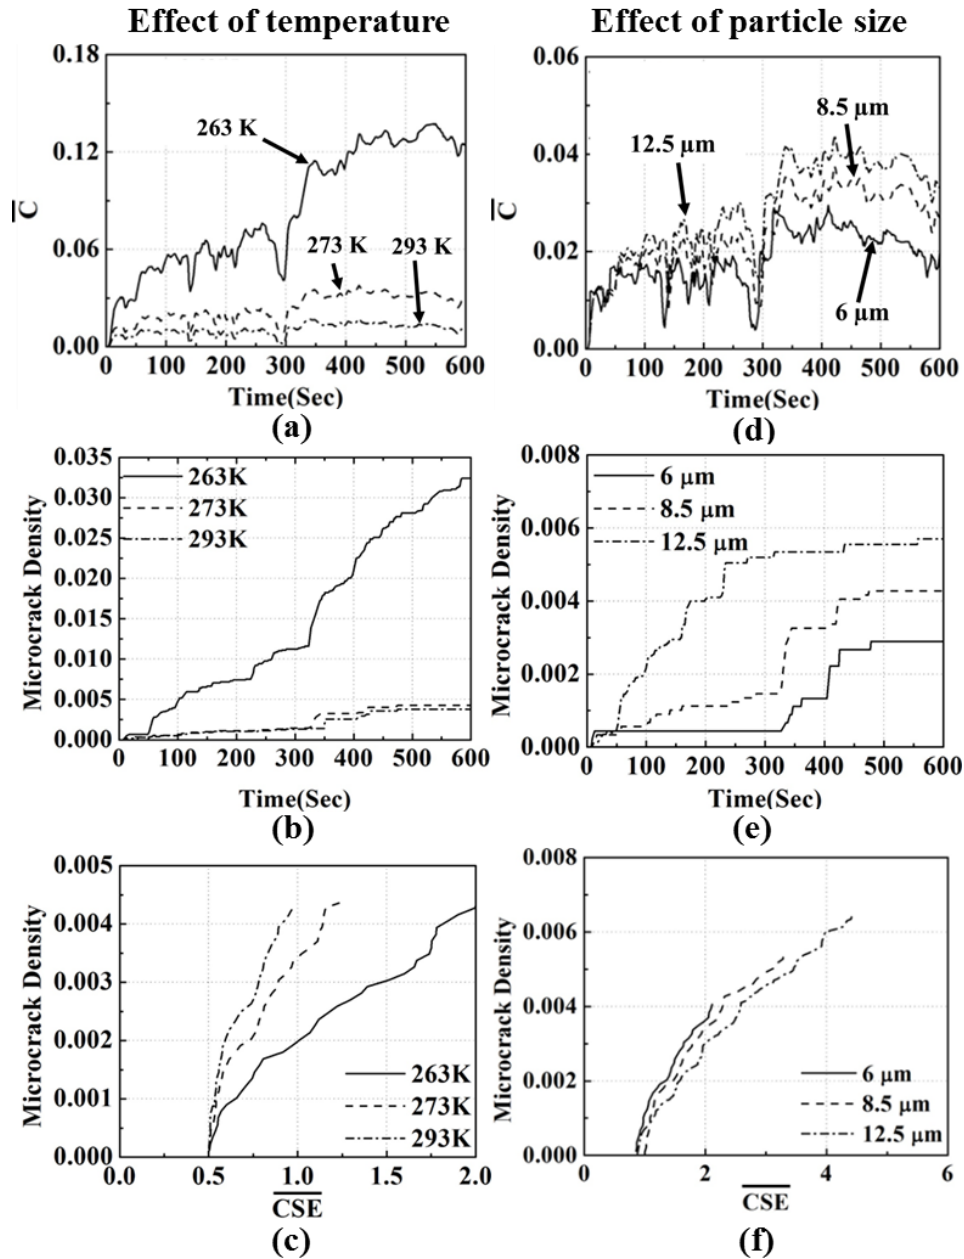 Effect of temperature
Effect of particle size
0.18
0.12
0.06
0.00
C
263 K
273 K
293 K
0 100 200 300 400 500 600
Time(Sec)
(a)
0.06
0.04
0.02
0.00
C
12.5 µm
8.5 µm
6 µm
0 100 200 300 400 500 600
Time(Sec)
(d)
0.035
0.030
0.025
0.020
0.015
0.010
0.005
0.000
Microcrack Density
263K
273K
293K
0 100 200 300 400 500 600
Time(Sec)
(b)
0.008
0.006
0.004
0.002
0.000
Microcrack Density
6 µm
8.5 µm
12.5 µm
0 100 200 300 400 500 600
Time(Sec)
(e)
0.005
0.004
0.003
0.002
0.001
0.000
Microcrack Density
263K
273K
293K
0.0 0.5 1.0 1.5 2.0
CSE
(c)
0.008
0.006
0.004
0.002
0.000
Microcrack Density
6 µm
8.5 µm
12.5 µm
0 2 4 6
CSE
(f)